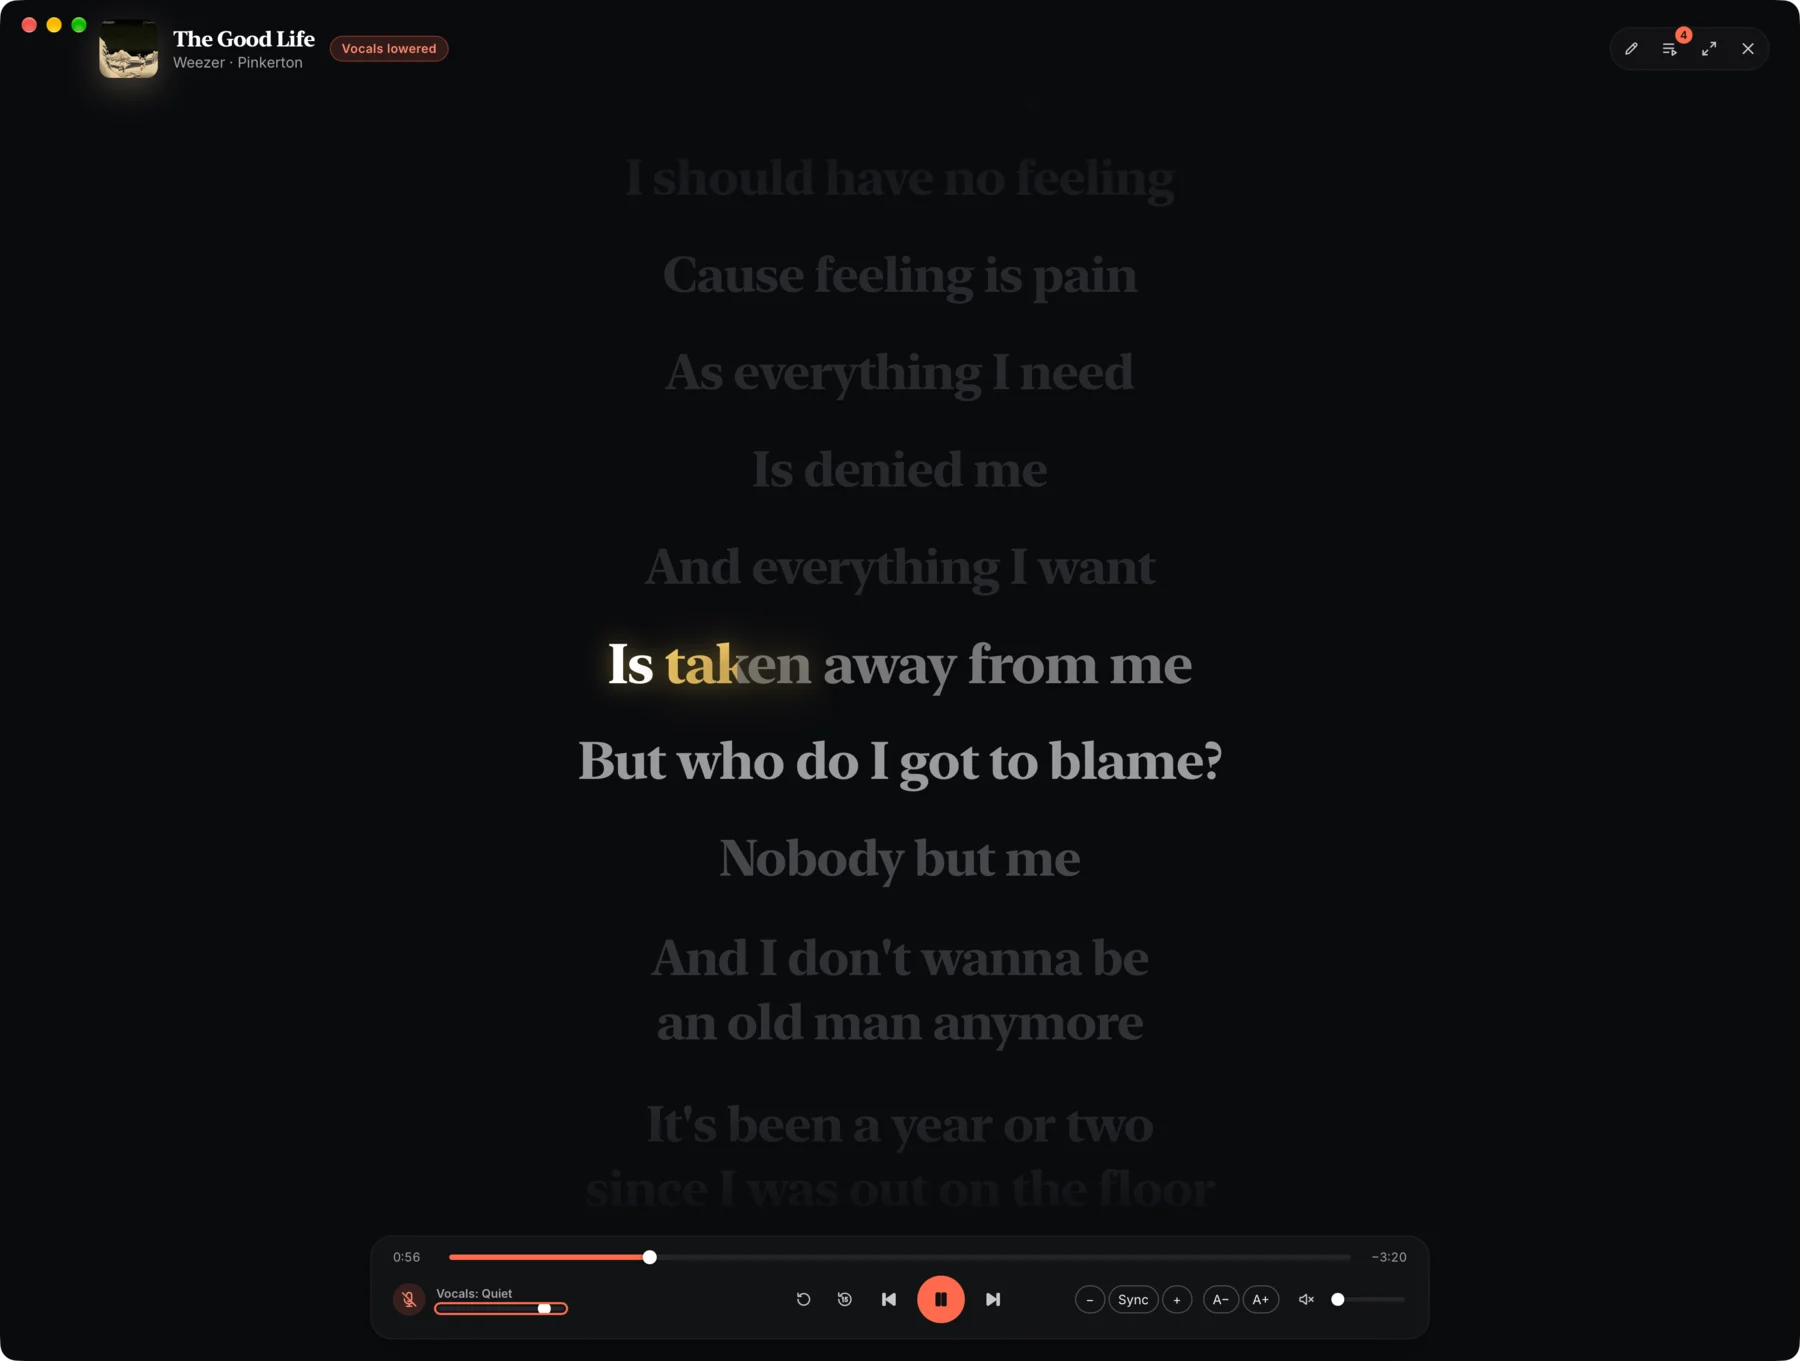 The Good Life
Weezer · Pinkerton
Vocals lowered
4
I should have no feeling
Cause feeling is pain
As everything I need
Is denied me
And everything I want
Is taken away from me
But who do I got to blame?
Nobody but me
And I don't wanna be
an old man anymore
It's been a year or two
since I was out on the floor
0:56
−3:20
Vocals: Quiet
15
− Sync + A− A+